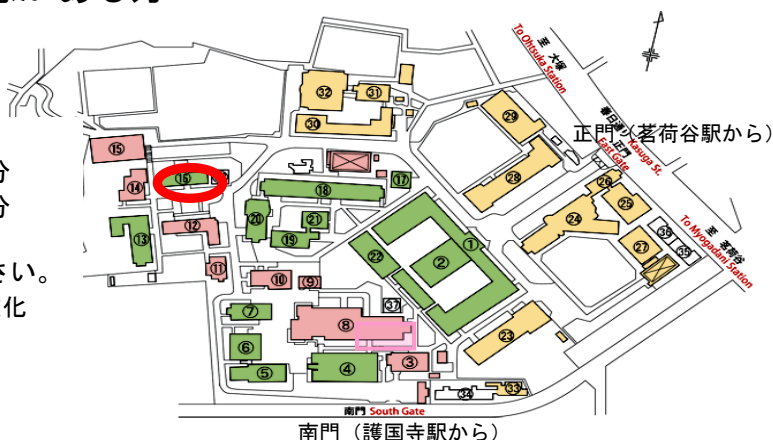 至 大塚
To Ohtsuka Station
春日通り Kasuga St.
正門（茗荷谷駅から）
正門
East Gate
至 茗荷谷
To Myogadani Station
分
分
さい。
化
㉜
㉛
㉚
㉙
⑮
⑭
⑯
⑱
⑰
㉘
㉖
㉕
⑬
⑫
⑳
㉑
⑲
①
②
㉒
㉔
㉗
㊱
㉟
⑪
⑩
⑨
㊲
⑦
⑧
㉓
⑥
④
③
⑤
㉞
㉝
南門 South Gate
南門（護国寺駅から）